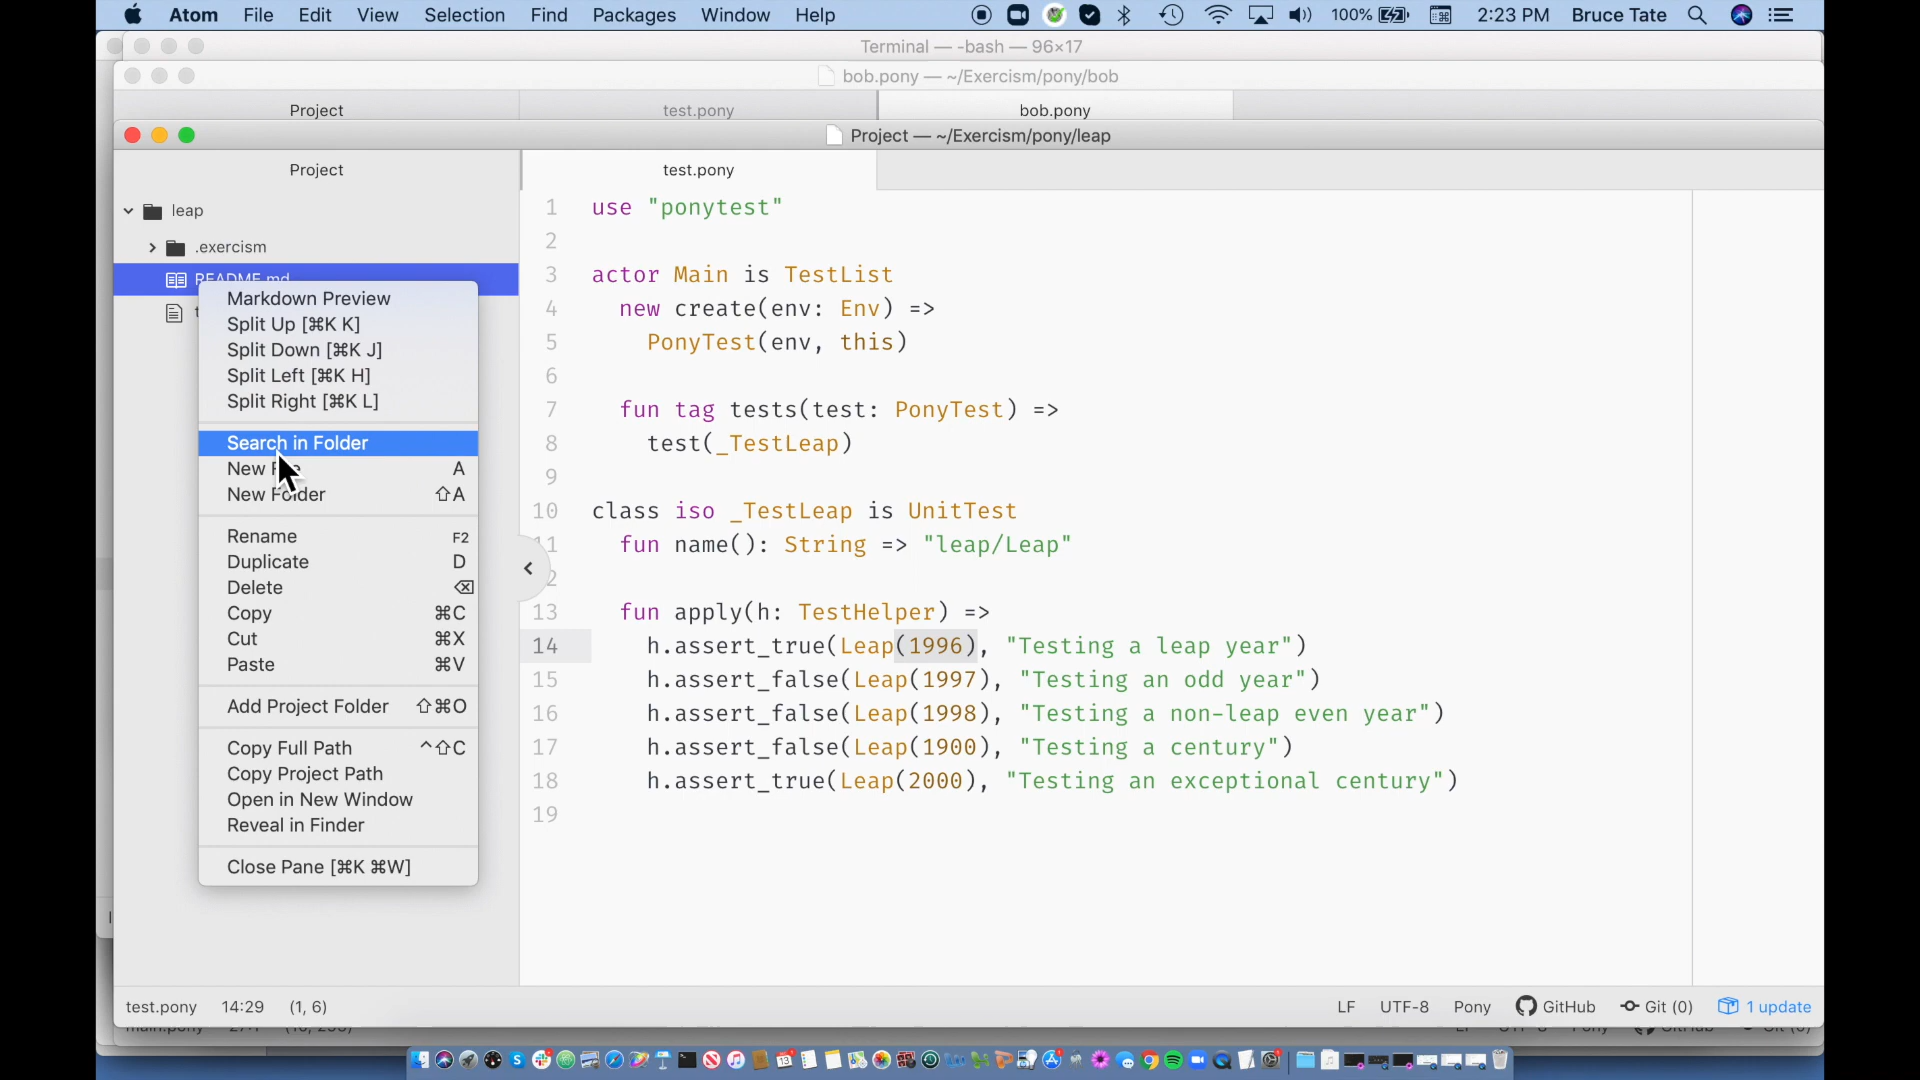 Atom File Edit View Selection Find Packages Window Help 100% 2:23 PM Bruce Tate
Terminal — -bash — 96×17
bob.pony — ~/Exercism/pony/bob
Project test.pony bob.pony
Project — ~/Exercism/pony/leap
Project test.pony
leap
.exercism
README.md
Markdown Preview
Split Up [⌘K K]
Split Down [⌘K J]
Split Left [⌘K H]
Split Right [⌘K L]
Search in Folder
New File A
New Folder ⇧A
Rename F2
Duplicate D
Delete ⌫
Copy ⌘C
Cut ⌘X
Paste ⌘V
Add Project Folder ⇧⌘O
Copy Full Path ^⇧C
Copy Project Path
Open in New Window
Reveal in Finder
Close Pane [⌘K ⌘W]
1 use "ponytest"
2
3 actor Main is TestList
4 new create(env: Env) =>
5 PonyTest(env, this)
6
7 fun tag tests(test: PonyTest) =>
8 test(_TestLeap)
9
10 class iso _TestLeap is UnitTest
11 fun name(): String => "leap/Leap"
2
13 fun apply(h: TestHelper) =>
14 h.assert_true(Leap(1996), "Testing a leap year")
15 h.assert_false(Leap(1997), "Testing an odd year")
16 h.assert_false(Leap(1998), "Testing a non-leap even year")
17 h.assert_false(Leap(1900), "Testing a century")
18 h.assert_true(Leap(2000), "Testing an exceptional century")
19
test.pony 14:29 (1, 6) LF UTF-8 Pony GitHub Git (0) 1 update